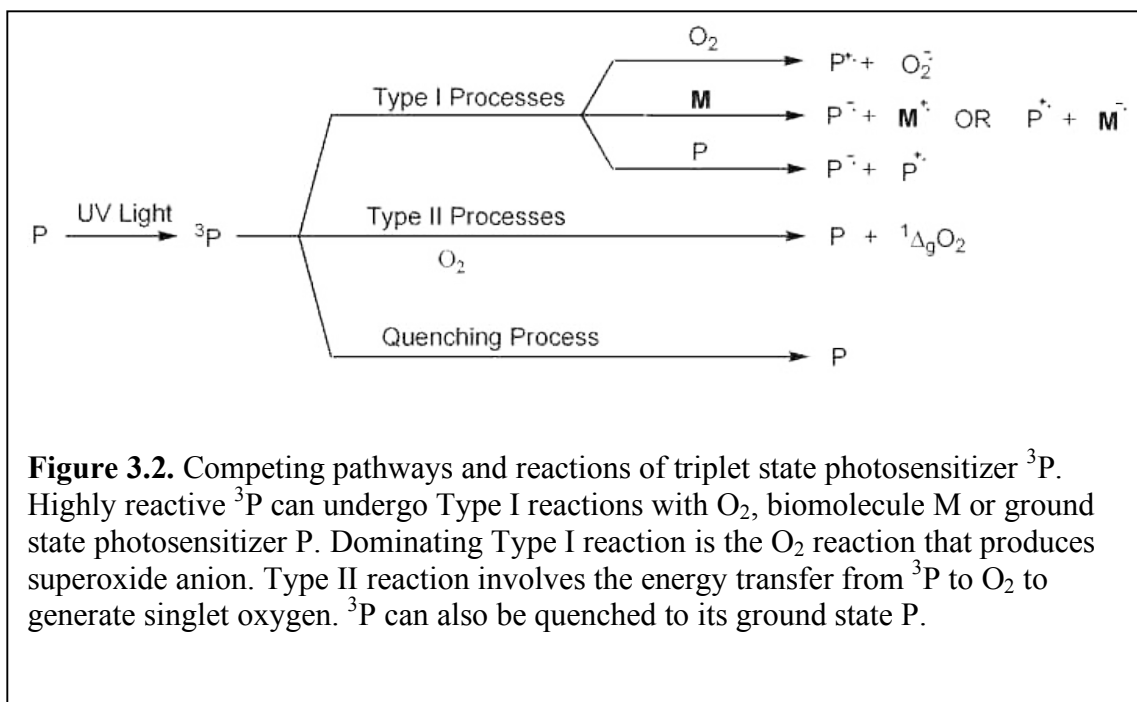 O₂
P⁺· + O₂⁻·
Type I Processes
M
P⁻· + M⁺· OR P⁺· + M⁻·
P
P⁻· + P⁺·
P UV Light ³P
Type II Processes
O₂
P + ¹Δg O₂
Quenching Process
P
Figure 3.2. Competing pathways and reactions of triplet state photosensitizer ³P.
Highly reactive ³P can undergo Type I reactions with O₂, biomolecule M or ground
state photosensitizer P. Dominating Type I reaction is the O₂ reaction that produces
superoxide anion. Type II reaction involves the energy transfer from ³P to O₂ to
generate singlet oxygen. ³P can also be quenched to its ground state P.